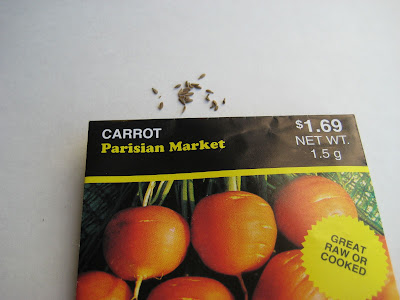 CARROT
Parisian Market
$1.69
NET WT.
1.5 g
GREAT
RAW OR
COOKED